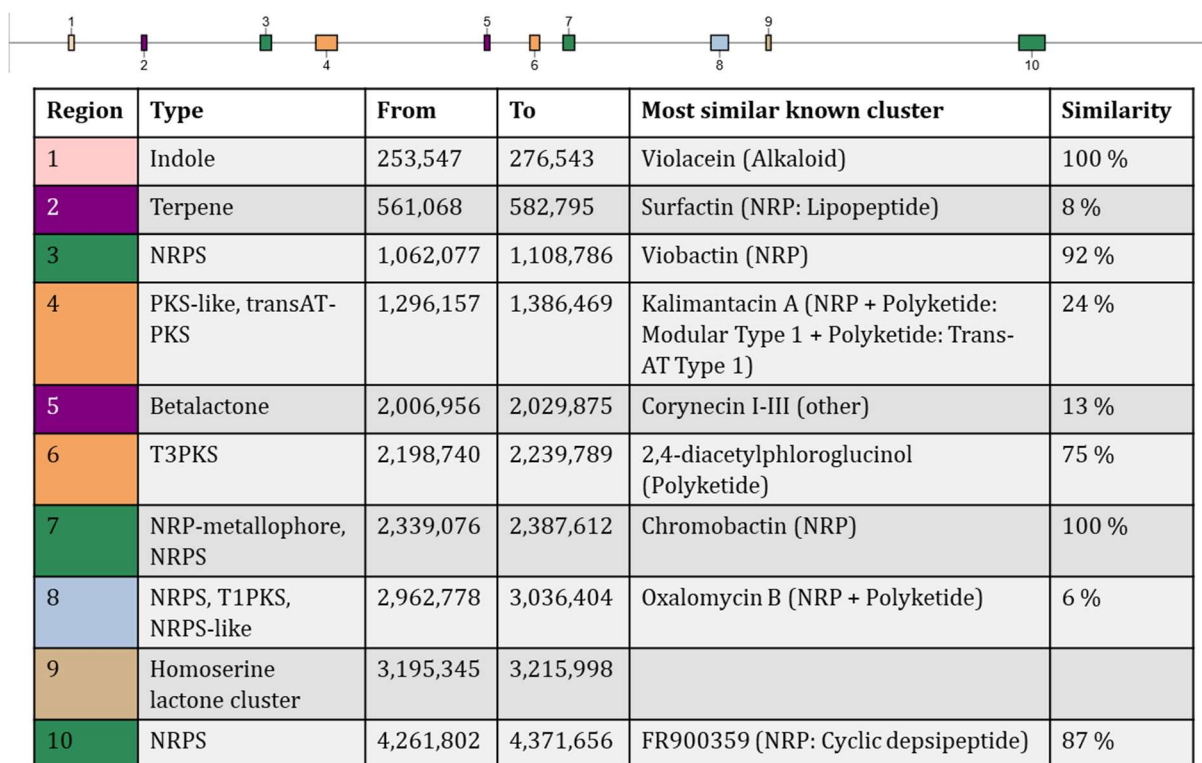 1 3 5 7 9
2 4 6 8 10
Region Type From To Most similar known cluster Similarity
1 Indole 253,547 276,543 Violacein (Alkaloid) 100 %
2 Terpene 561,068 582,795 Surfactin (NRP: Lipopeptide) 8 %
3 NRPS 1,062,077 1,108,786 Viobactin (NRP) 92 %
4 PKS-like, transAT- 1,296,157 1,386,469 Kalimantacin A (NRP + Polyketide: 24 %
PKS Modular Type 1 + Polyketide: Trans-
AT Type 1)
5 Betalactone 2,006,956 2,029,875 Corynecin I-III (other) 13 %
6 T3PKS 2,198,740 2,239,789 2,4-diacetylphloroglucinol 75 %
(Polyketide)
7 NRP-metallophore, 2,339,076 2,387,612 Chromobactin (NRP) 100 %
NRPS
8 NRPS, T1PKS, 2,962,778 3,036,404 Oxalomycin B (NRP + Polyketide) 6 %
NRPS-like
9 Homoserine 3,195,345 3,215,998
lactone cluster
10 NRPS 4,261,802 4,371,656 FR900359 (NRP: Cyclic depsipeptide) 87 %